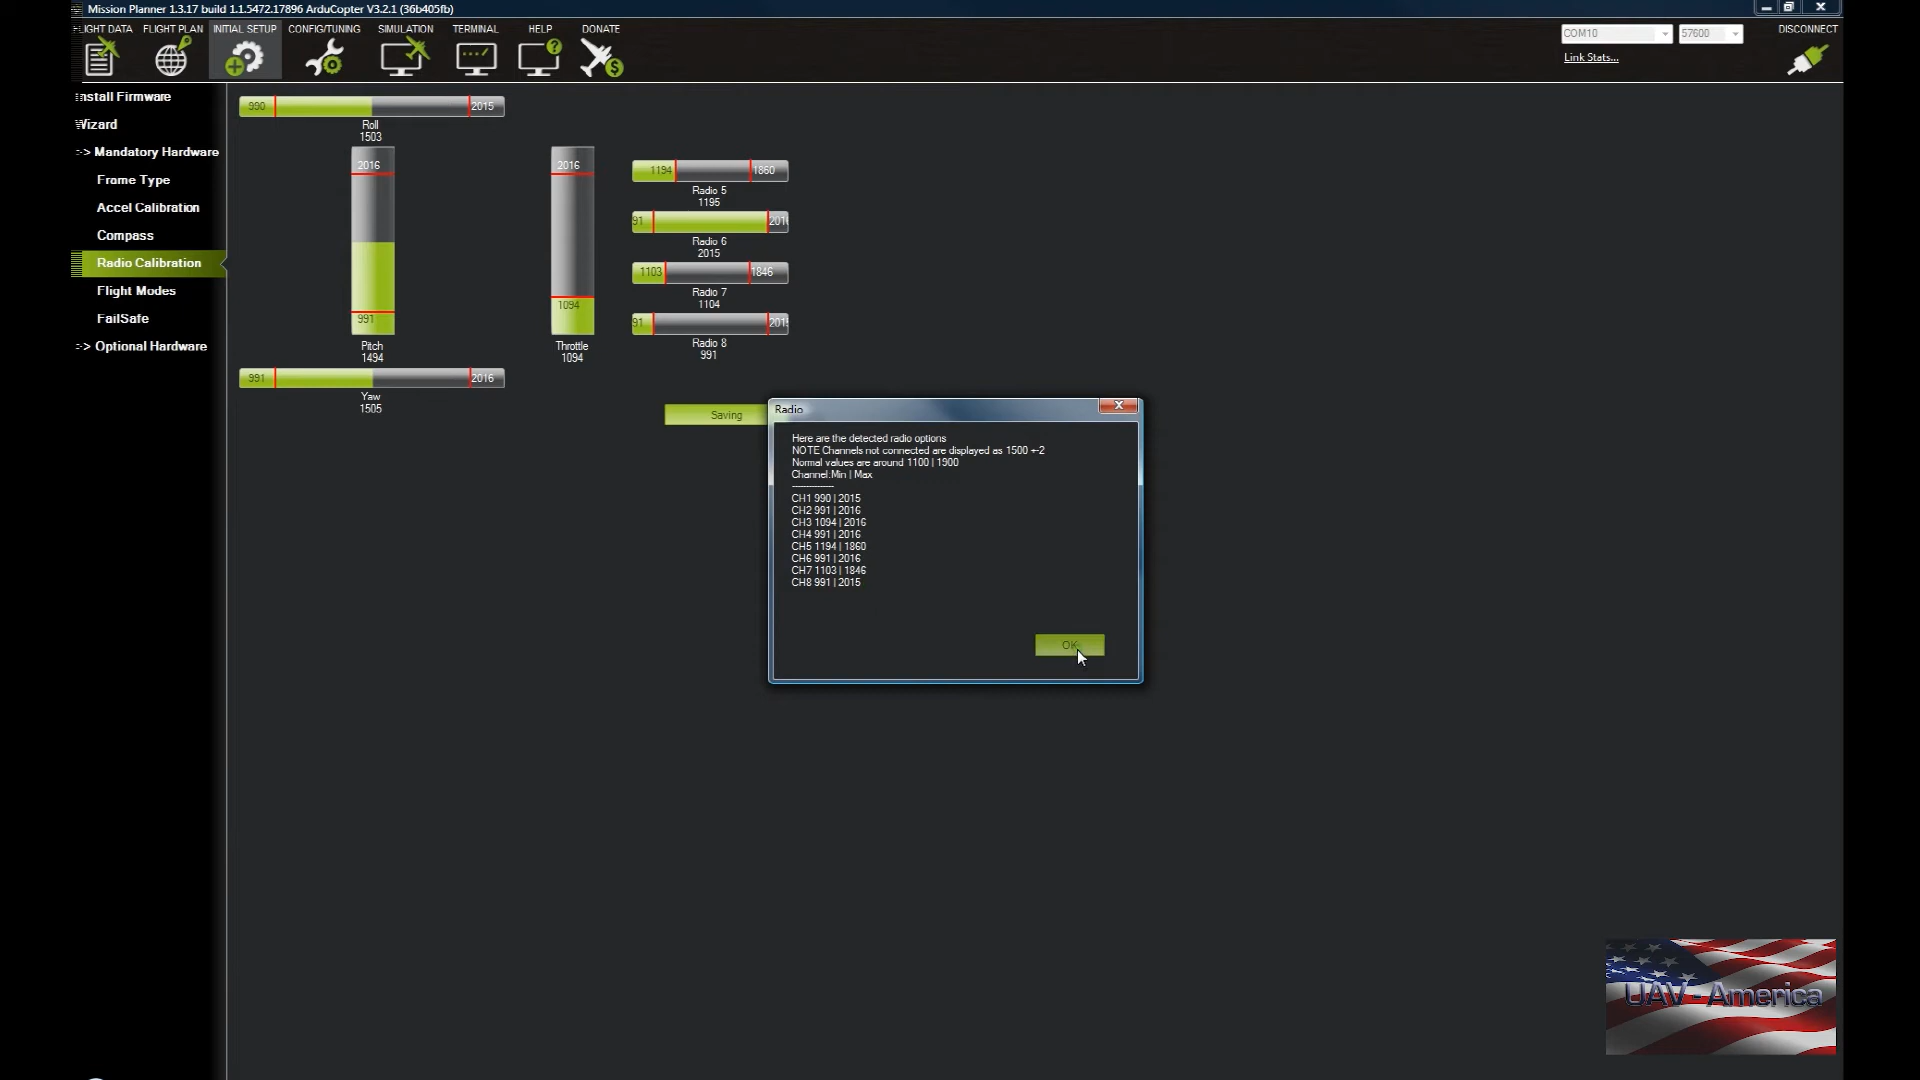 Mission Planner 1.3.17 build 1.1.5472.17896 ArduCopter V3.2.1 (36b405fb)
FLIGHT DATA FLIGHT PLAN INITIAL SETUP CONFIG/TUNING SIMULATION TERMINAL HELP DONATE
COM10 57600 DISCONNECT
Link Stats...
Install Firmware
Wizard
>> Mandatory Hardware
Frame Type
Accel Calibration
Compass
Radio Calibration
Flight Modes
FailSafe
>> Optional Hardware
990 2015
Roll
1503
2016
991
Pitch
1494
2016
1094
Throttle
1094
991 2016
Yaw
1505
1194 1860
Radio 5
1195
91 201
Radio 6
2015
1103 1846
Radio 7
1104
91 201
Radio 8
991
Saving
Radio
Here are the detected radio options
NOTE Channels not connected are displayed as 1500 +-2
Normal values are around 1100 | 1900
Channel:Min | Max
---------------
CH1 990 | 2015
CH2 991 | 2016
CH3 1094 | 2016
CH4 991 | 2016
CH5 1194 | 1860
CH6 991 | 2016
CH7 1103 | 1846
CH8 991 | 2015
OK
UAV - America